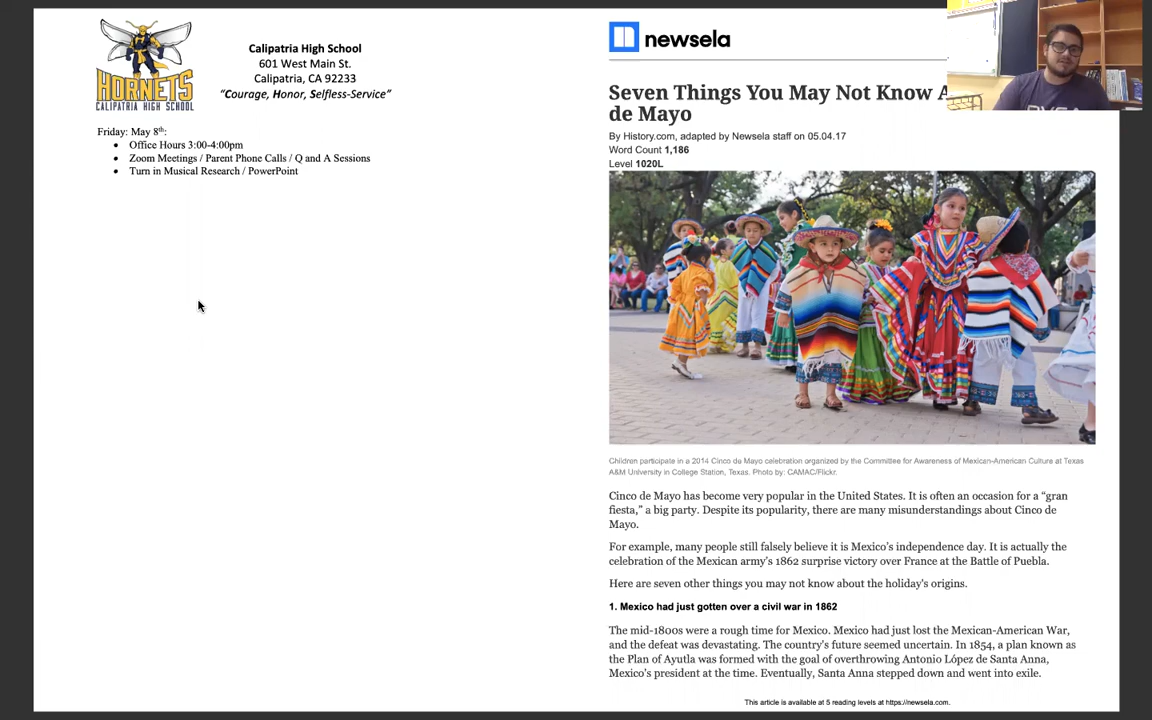 HORNETS
CALIPATRIA HIGH SCHOOL
Calipatria High School
601 West Main St.
Calipatria, CA 92233
“Courage, Honor, Selfless-Service”
Friday: May 8th:
• Office Hours 3:00-4:00pm
• Zoom Meetings / Parent Phone Calls / Q and A Sessions
• Turn in Musical Research / PowerPoint
newsela
Seven Things You May Not Know
de Mayo
By History.com, adapted by Newsela staff on 05.04.17
Word Count 1,186
Level 1020L
Children participate in a 2014 Cinco de Mayo celebration organized by the Committee for Awareness of Mexican-American Culture at Texas
A&M University in College Station, Texas. Photo by: CAMAC/Flickr.
Cinco de Mayo has become very popular in the United States. It is often an occasion for a “gran
fiesta,” a big party. Despite its popularity, there are many misunderstandings about Cinco de
Mayo.
For example, many people still falsely believe it is Mexico's independence day. It is actually the
celebration of the Mexican army's 1862 surprise victory over France at the Battle of Puebla.
Here are seven other things you may not know about the holiday's origins.
1. Mexico had just gotten over a civil war in 1862
The mid-1800s were a rough time for Mexico. Mexico had just lost the Mexican-American War,
and the defeat was devastating. The country's future seemed uncertain. In 1854, a plan known as
the Plan of Ayutla was formed with the goal of overthrowing Antonio López de Santa Anna,
Mexico's president at the time. Eventually, Santa Anna stepped down and went into exile.
This article is available at 5 reading levels at https://newsela.com.